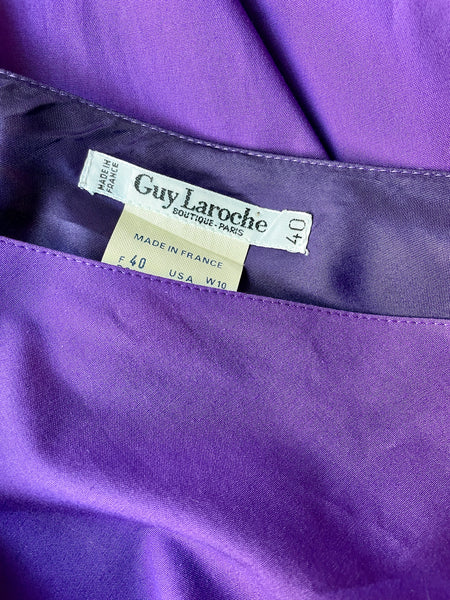 MADE IN
FRANCE
Guy Laroche
BOUTIQUE-PARIS
40
MADE IN FRANCE
F 40 USA W10